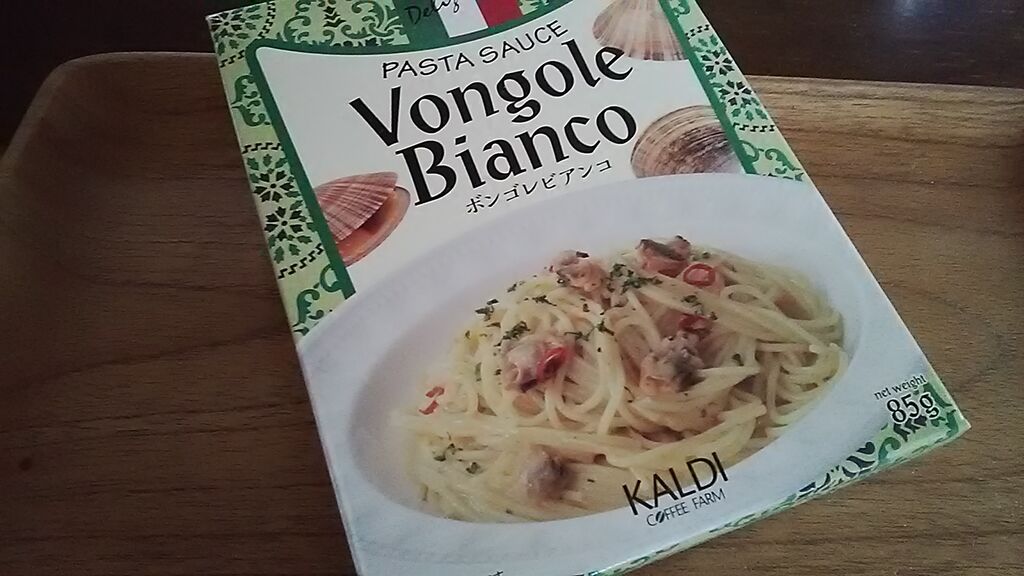 PASTA SAUCE
Vongole
Bianco
ボンゴレビアンコ
net weight
85g
KALDI
COFFEE FARM